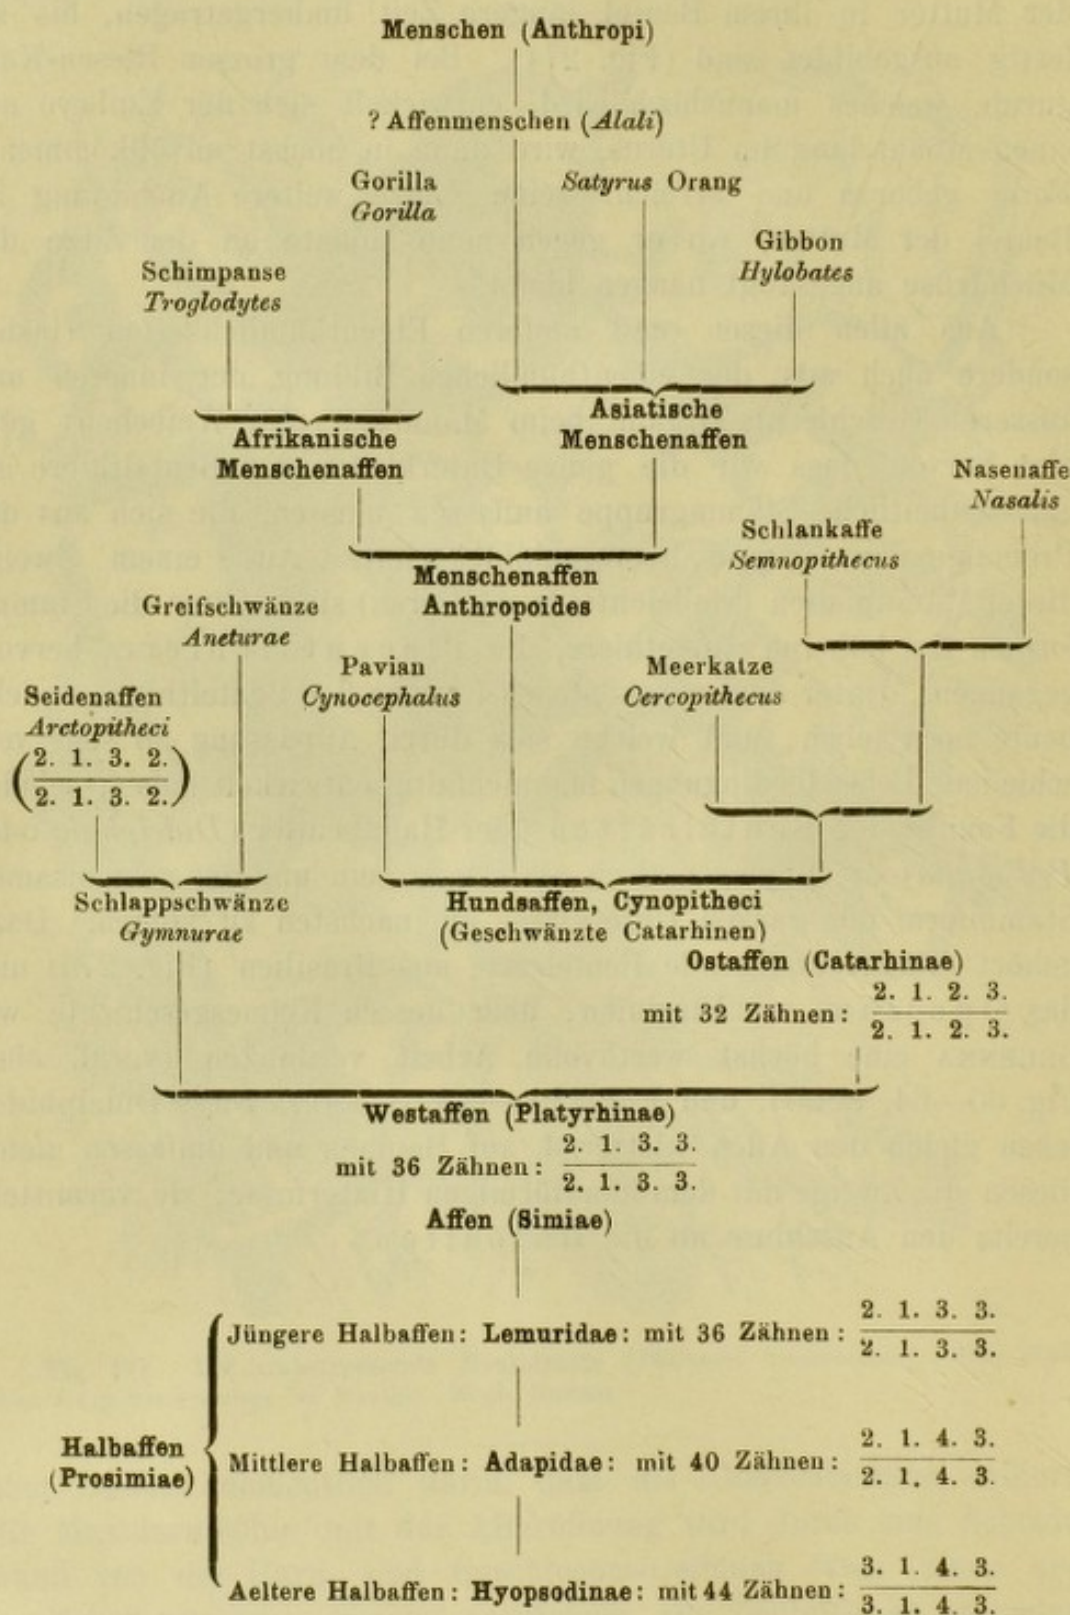 Menschen (Anthropi)
? Affenmenschen (Alali)
Gorilla
Gorilla
Satyrus Orang
Gibbon
Hylobates
Schimpanse
Troglodytes
Asiatische
Menschenaffen
Afrikanische
Menschenaffen
Nasenaffe
Nasalis
Schlankaffe
Semnopithecus
Menschenaffen
Anthropoides
Greifschwänze
Aneturae
Pavian
Cynocephalus
Meerkatze
Cercopithecus
Seidenaffen
Arctopitheci
(2. 1. 3. 2.
2. 1. 3. 2.)
Schlappschwänze
Gymnurae
Hundsaffen, Cynopitheci
(Geschwänzte Catarhinen)
Ostaffen (Catarhinae)
mit 32 Zähnen: 2. 1. 2. 3.
2. 1. 2. 3.
Westaffen (Platyrhinae)
mit 36 Zähnen: 2. 1. 3. 3.
2. 1. 3. 3.
Affen (Simiae)
Jüngere Halbaffen: Lemuridae: mit 36 Zähnen: 2. 1. 3. 3.
2. 1. 3. 3.
Halbaffen
(Prosimiae)
Mittlere Halbaffen: Adapidae: mit 40 Zähnen: 2. 1. 4. 3.
2. 1. 4. 3.
Aeltere Halbaffen: Hyopsodinae: mit 44 Zähnen: 3. 1. 4. 3.
3. 1. 4. 3.